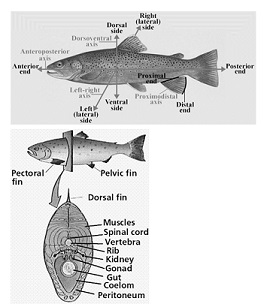 Right
(lateral)
side
Dorsal
side
Dorsoventral
axis
Anteroposterior
axis
Anterior
end
Posterior
end
Proximal
end
Left-right
axis
Proximodistal
axis
Left
(lateral)
side
Ventral
side
Distal
end
Pectoral
fin
Pelvic fin
Dorsal fin
Muscles
Spinal cord
Vertebra
Rib
Kidney
Gonad
Gut
Coelom
Peritoneum